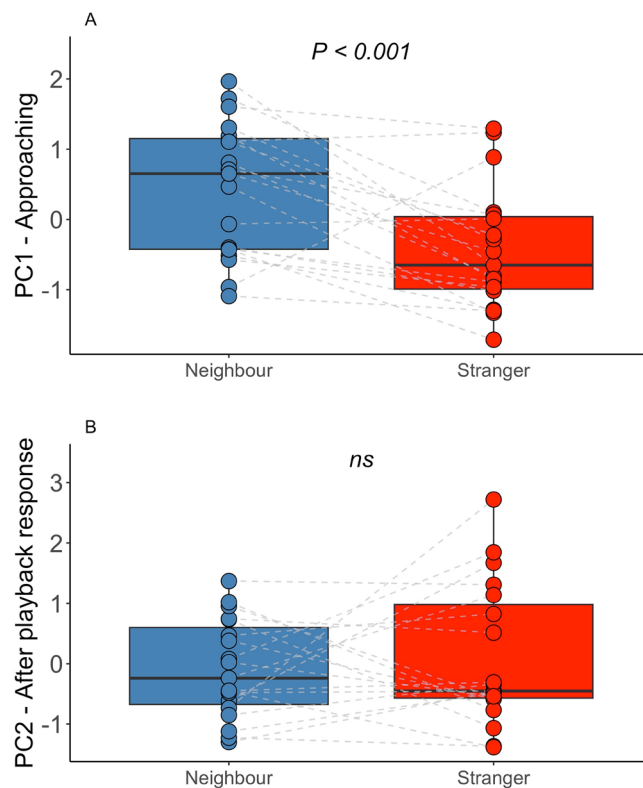 A
P < 0.001
PC1 - Approaching
2
1
0
-1
Neighbour
Stranger
B
ns
PC2 - After playback response
3
2
1
0
-1
Neighbour
Stranger